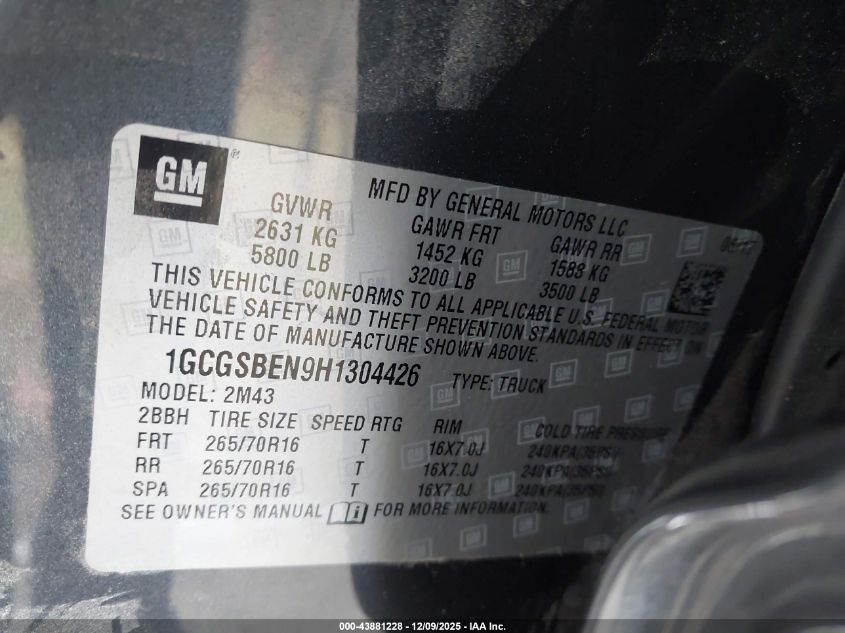 GM ®
MFD BY GENERAL MOTORS LLC
GVWR GAWR FRT GAWR RR
2631 KG 1452 KG 1588 KG
5800 LB 3200 LB 3500 LB
THIS VEHICLE CONFORMS TO ALL APPLICABLE U.S. FEDERAL MOTOR
VEHICLE SAFETY AND THEFT PREVENTION STANDARDS IN EFFECT ON
THE DATE OF MANUFACTURE SHOWN ABOVE.
1GCGSBEN9H1304426 TYPE: TRUCK
MODEL: 2M43
2BBH TIRE SIZE SPEED RTG RIM COLD TIRE PRESSURE
FRT 265/70R16 T 16X7.0J 240KPA(35PSI)
RR 265/70R16 T 16X7.0J 240KPA(35PSI)
SPA 265/70R16 T 16X7.0J 240KPA(35PSI)
SEE OWNER'S MANUAL FOR MORE INFORMATION.
000-43881228 - 12/09/2025 - IAA Inc.